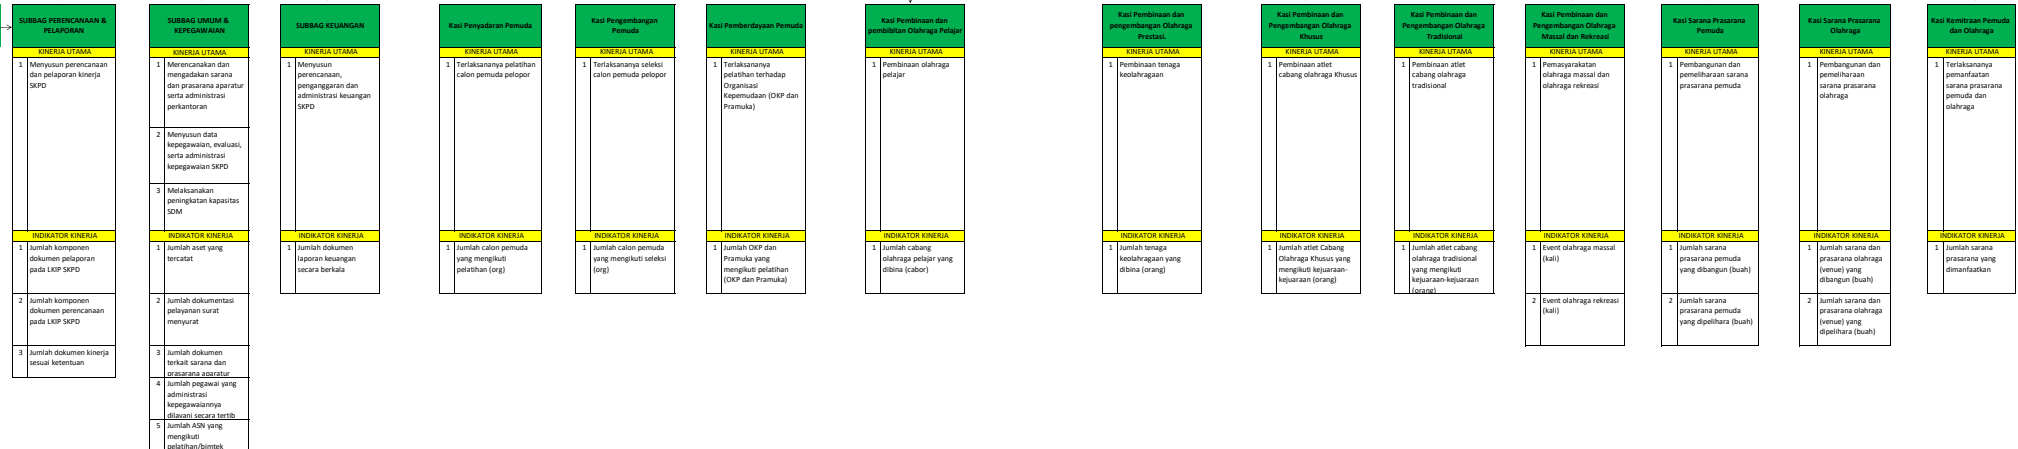 SUBBAG PERENCANAAN &
PELAPORAN
KINERJA UTAMA
1 Menyusun perencanaan
dan pelaporan kinerja
SKPD
INDIKATOR KINERJA
1 Jumlah komponen
dokumen pelaporan
pada LKIP SKPD
2 Jumlah komponen
dokumen perencanaan
pada LKIP SKPD
3 Jumlah dokumen kinerja
sesuai ketentuan
SUBBAG UMUM &
KEPEGAWAIAN
KINERJA UTAMA
1 Merencanakan dan
mengadakan sarana
dan prasarana aparatur
serta administrasi
perkantoran
2 Menyusun data
kepegawaian, evaluasi,
serta administrasi
kepegawaian SKPD
3 Melaksanakan
peningkatan kapasitas
SDM
INDIKATOR KINERJA
1 Jumlah aset yang
tercatat
2 Jumlah dokumentasi
pelayanan surat
menyurat
3 Jumlah dokumen
terkait sarana dan
prasarana aparatur
4 Jumlah pegawai yang
administrasi
kepegawaiannya
dilayani secara tertib
5 Jumlah ASN yang
mengikuti
pelatihan/bimtek
SUBBAG KEUANGAN
KINERJA UTAMA
1 Menyusun
perencanaan,
penganggaran dan
administrasi keuangan
SKPD
INDIKATOR KINERJA
1 Jumlah dokumen
laporan keuangan
secara berkala
Kasi Penyadaran Pemuda
KINERJA UTAMA
1 Terlaksananya pelatihan
calon pemuda pelopor
INDIKATOR KINERJA
1 Jumlah calon pemuda
yang mengikuti
pelatihan (org)
Kasi Pengembangan
Pemuda
KINERJA UTAMA
1 Terlaksananya seleksi
calon pemuda pelopor
INDIKATOR KINERJA
1 Jumlah calon pemuda
yang mengikuti seleksi
(org)
Kasi Pemberdayaan Pemuda
KINERJA UTAMA
1 Terlaksananya
pelatihan terhadap
Organisasi
Kepemudaan (OKP dan
Pramuka)
INDIKATOR KINERJA
1 Jumlah OKP dan
Pramuka yang
mengikuti pelatihan
(OKP dan Pramuka)
Kasi Pembinaan dan
pembibitan Olahraga Pelajar
KINERJA UTAMA
1 Pembinaan olahraga
pelajar
INDIKATOR KINERJA
1 Jumlah cabang
olahraga pelajar yang
dibina (cabor)
Kasi Pembinaan dan
pengembangan Olahraga
Prestasi.
KINERJA UTAMA
1 Pembinaan tenaga
keolahragaan
INDIKATOR KINERJA
1 Jumlah tenaga
keolahragaan yang
dibina (orang)
Kasi Pembinaan dan
Pengembangan Olahraga
Khusus
KINERJA UTAMA
1 Pembinaan atlet
cabang olahraga Khusus
INDIKATOR KINERJA
1 Jumlah atlet Cabang
Olahraga Khusus yang
mengikuti kejuaraan-
kejuaraan (orang)
Kasi Pembinaan dan
Pengembangan Olahraga
Tradisional
KINERJA UTAMA
1 Pembinaan atlet
cabang olahraga
tradisional
INDIKATOR KINERJA
1 Jumlah atlet cabang
olahraga tradisional
yang mengikuti
kejuaraan-kejuaraan
(orang)
Kasi Pembinaan dan
Pengembangan Olahraga
Massal dan Rekreasi
KINERJA UTAMA
1 Pemasyarakatan
olahraga massal dan
olahraga rekreasi
INDIKATOR KINERJA
1 Event olahraga massal
(kali)
2 Event olahraga rekreasi
(kali)
Kasi Sarana Prasarana
Pemuda
KINERJA UTAMA
1 Pembangunan dan
pemeliharaan sarana
prasarana pemuda
INDIKATOR KINERJA
1 Jumlah sarana
prasarana pemuda
yang dibangun (buah)
2 Jumlah sarana
prasarana pemuda
yang dipelihara (buah)
Kasi Sarana Prasarana
Olahraga
KINERJA UTAMA
1 Pembangunan dan
pemeliharaan
sarana prasarana
olahraga
INDIKATOR KINERJA
1 Jumlah sarana dan
prasarana olahraga
(venue) yang
dibangun (buah)
2 Jumlah sarana dan
prasarana olahraga
(venue) yang
dipelihara (buah)
Kasi Kemitraan Pemuda
dan Olahraga
KINERJA UTAMA
1 Terlaksananya
pemanfaatan
sarana prasarana
pemuda dan
olahraga
INDIKATOR KINERJA
1 Jumlah sarana
prasarana yang
dimanfaatkan